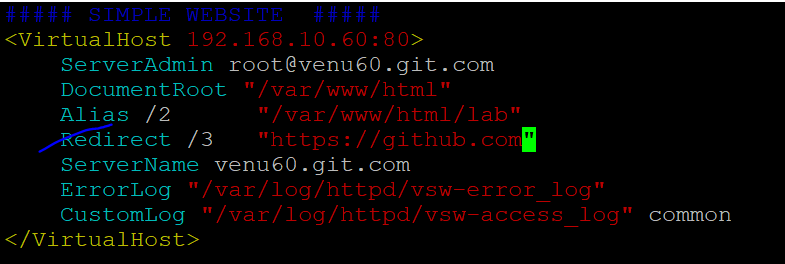 ##### SIMPLE WEBSITE  #####
<VirtualHost 192.168.10.60:80>
    ServerAdmin root@venu60.git.com
    DocumentRoot "/var/www/html"
    Alias /2      "/var/www/html/lab"
    Redirect /3   "https://github.com"
    ServerName venu60.git.com
    ErrorLog "/var/log/httpd/vsw-error_log"
    CustomLog "/var/log/httpd/vsw-access_log" common
</VirtualHost>